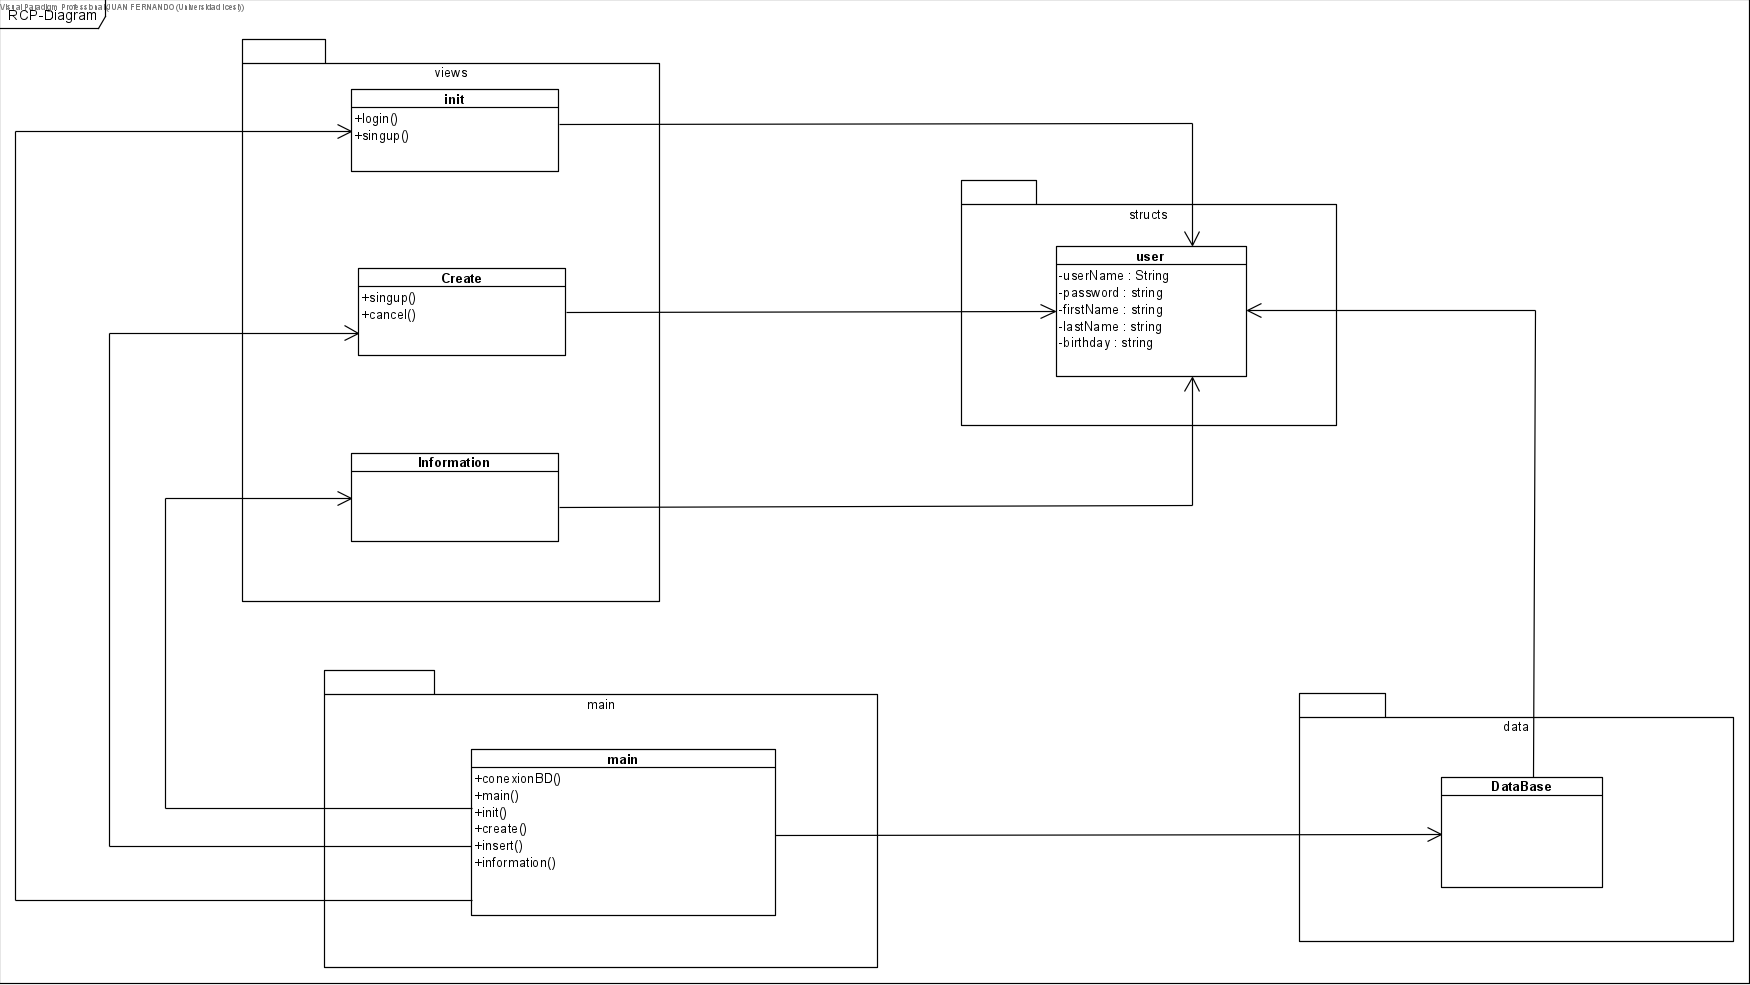 Visual Paradigm Professional(JUAN FERNANDO (Universidad Icesi))
RCP-Diagram
views
init
+login()
+singup()
Create
+singup()
+cancel()
Information
structs
user
-userName : String
-password : string
-firstName : string
-lastName : string
-birthday : string
main
main
+conexionBD()
+main()
+init()
+create()
+insert()
+information()
data
DataBase